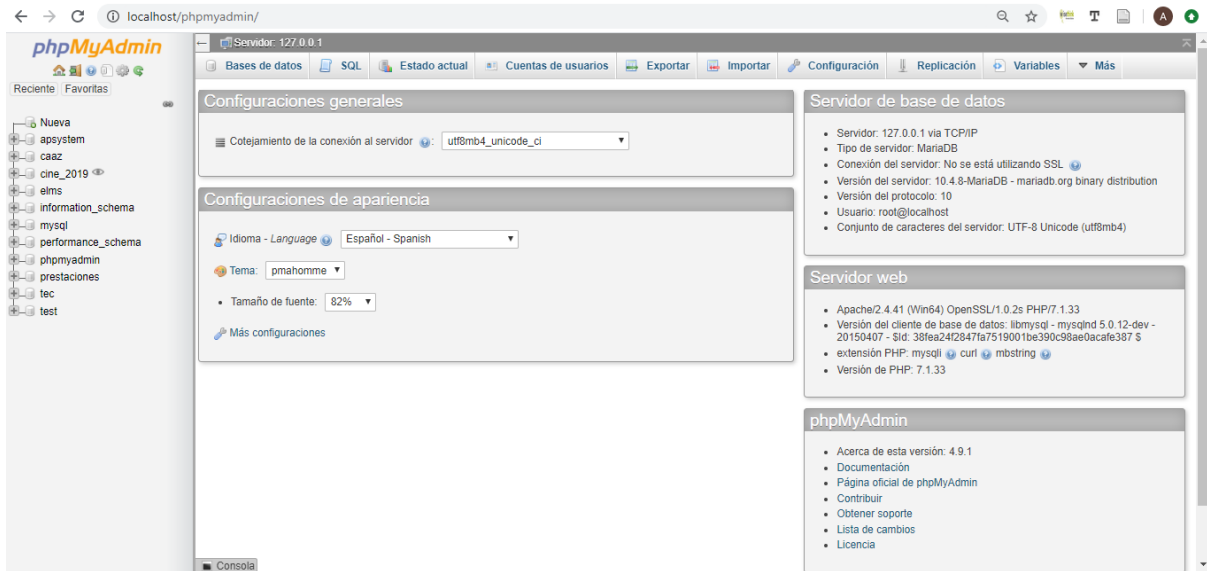 localhost/phpmyadmin/
A
phpMyAdmin
Reciente Favoritas
Nueva
apsystem
caaz
cine_2019
elms
information_schema
mysql
performance_schema
phpmyadmin
prestaciones
tec
test
Servidor: 127.0.0.1
Bases de datos SQL Estado actual Cuentas de usuarios Exportar Importar Configuración Replicación Variables Más
Configuraciones generales
Cotejamiento de la conexión al servidor : utf8mb4_unicode_ci
Configuraciones de apariencia
Idioma - Language Español - Spanish
Tema: pmahomme
Tamaño de fuente: 82%
Más configuraciones
Servidor de base de datos
Servidor: 127.0.0.1 via TCP/IP
Tipo de servidor: MariaDB
Conexión del servidor: No se está utilizando SSL
Versión del servidor: 10.4.8-MariaDB - mariadb.org binary distribution
Versión del protocolo: 10
Usuario: root@localhost
Conjunto de caracteres del servidor: UTF-8 Unicode (utf8mb4)
Servidor web
Apache/2.4.41 (Win64) OpenSSL/1.0.2s PHP/7.1.33
Versión del cliente de base de datos: libmysql - mysqlnd 5.0.12-dev -
20150407 - $Id: 38fea24f2847fa7519001be390c98ae0acafe387 $
extensión PHP: mysqli curl mbstring
Versión de PHP: 7.1.33
phpMyAdmin
Acerca de esta versión: 4.9.1
Documentación
Página oficial de phpMyAdmin
Contribuir
Obtener soporte
Lista de cambios
Licencia
Consola